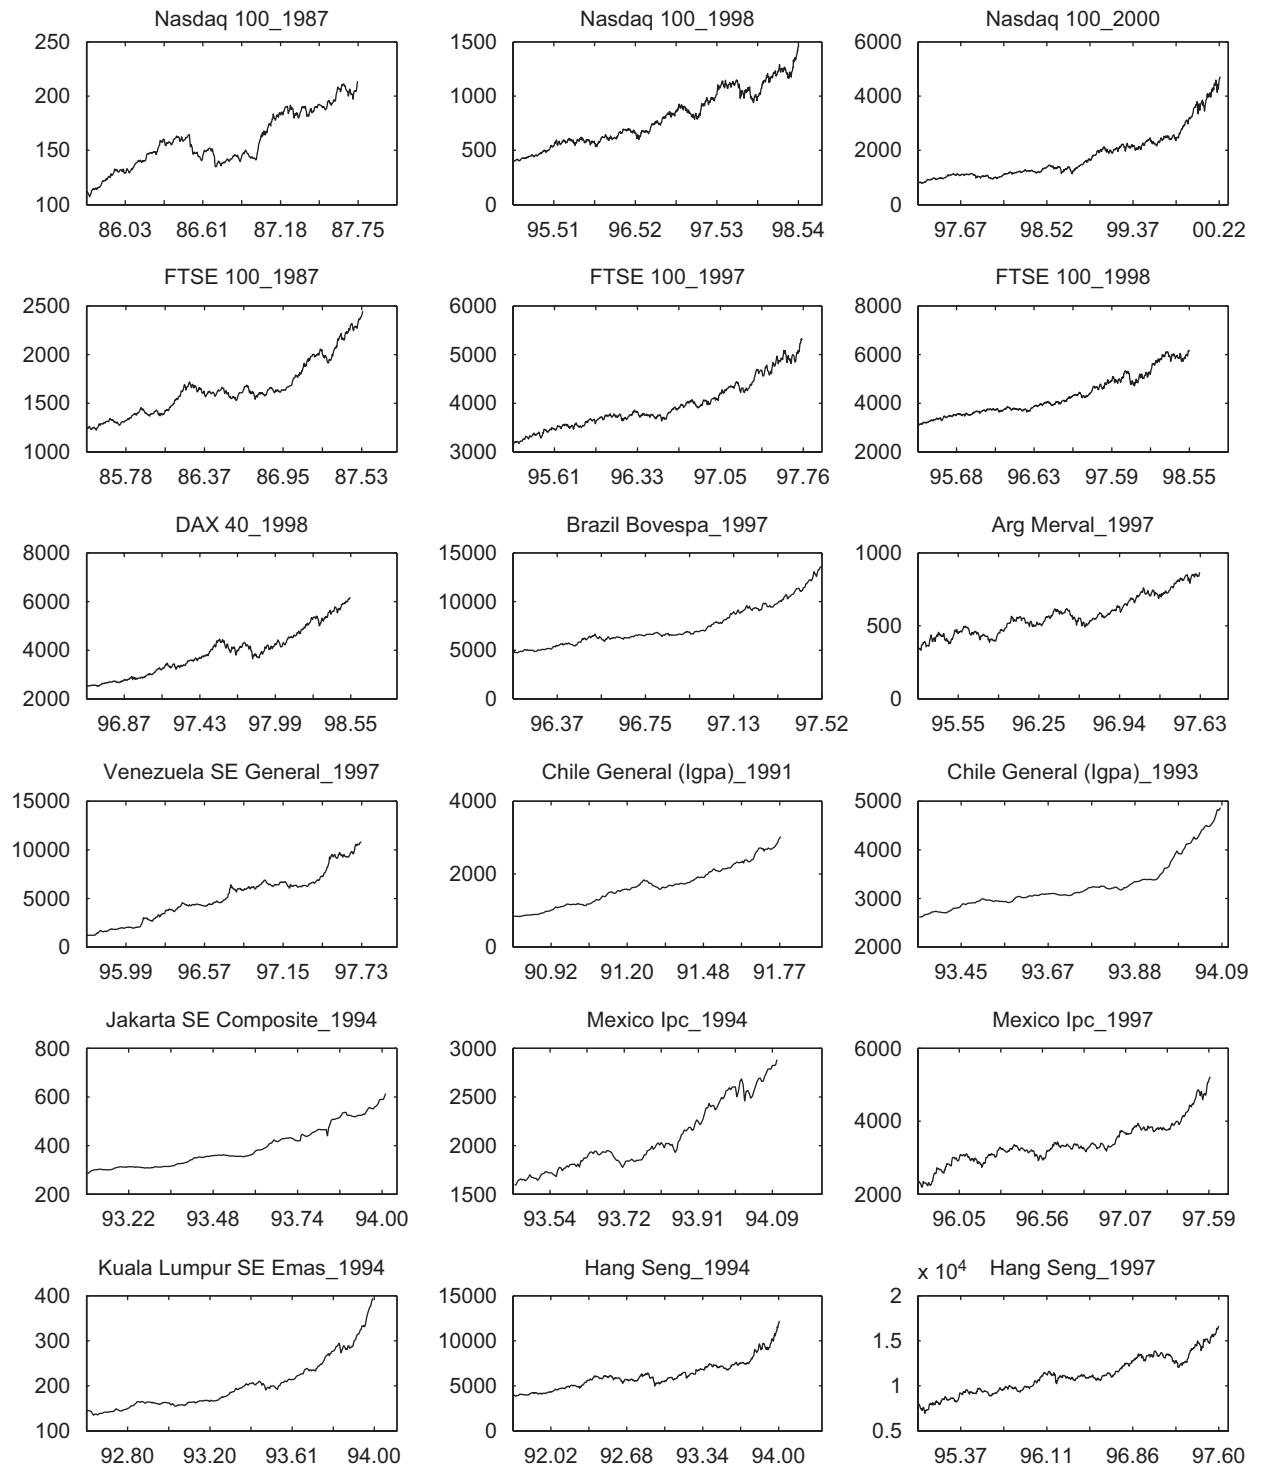 Nasdaq 100_1987
250
200
150
100
86.03 86.61 87.18 87.75
Nasdaq 100_1998
1500
1000
500
0
95.51 96.52 97.53 98.54
Nasdaq 100_2000
6000
4000
2000
0
97.67 98.52 99.37 00.22
FTSE 100_1987
2500
2000
1500
1000
85.78 86.37 86.95 87.53
FTSE 100_1997
6000
5000
4000
3000
95.61 96.33 97.05 97.76
FTSE 100_1998
8000
6000
4000
2000
95.68 96.63 97.59 98.55
DAX 40_1998
8000
6000
4000
2000
96.87 97.43 97.99 98.55
Brazil Bovespa_1997
15000
10000
5000
0
96.37 96.75 97.13 97.52
Arg Merval_1997
1000
500
0
95.55 96.25 96.94 97.63
Venezuela SE General_1997
15000
10000
5000
0
95.99 96.57 97.15 97.73
Chile General (Igpa)_1991
4000
2000
0
90.92 91.20 91.48 91.77
Chile General (Igpa)_1993
5000
4000
3000
2000
93.45 93.67 93.88 94.09
Jakarta SE Composite_1994
800
600
400
200
93.22 93.48 93.74 94.00
Mexico Ipc_1994
3000
2500
2000
1500
93.54 93.72 93.91 94.09
Mexico Ipc_1997
6000
4000
2000
96.05 96.56 97.07 97.59
Kuala Lumpur SE Emas_1994
400
300
200
100
92.80 93.20 93.61 94.00
Hang Seng_1994
15000
10000
5000
0
92.02 92.68 93.34 94.00
x 10⁴ Hang Seng_1997
2
1.5
1
0.5
95.37 96.11 96.86 97.60